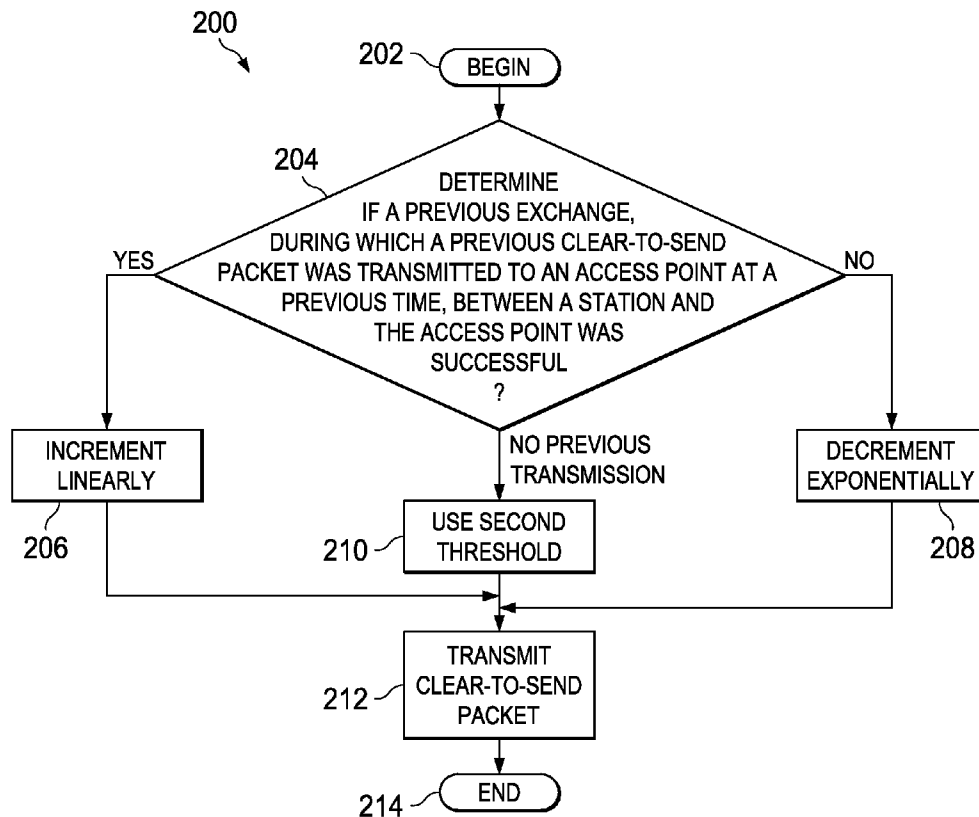 200
202
BEGIN
204
DETERMINE
IF A PREVIOUS EXCHANGE,
DURING WHICH A PREVIOUS CLEAR-TO-SEND
PACKET WAS TRANSMITTED TO AN ACCESS POINT AT A
PREVIOUS TIME, BETWEEN A STATION AND
THE ACCESS POINT WAS
SUCCESSFUL
?
YES
NO
INCREMENT
LINEARLY
206
NO PREVIOUS
TRANSMISSION
DECREMENT
EXPONENTIALLY
208
USE SECOND
THRESHOLD
210
TRANSMIT
CLEAR-TO-SEND
PACKET
212
END
214